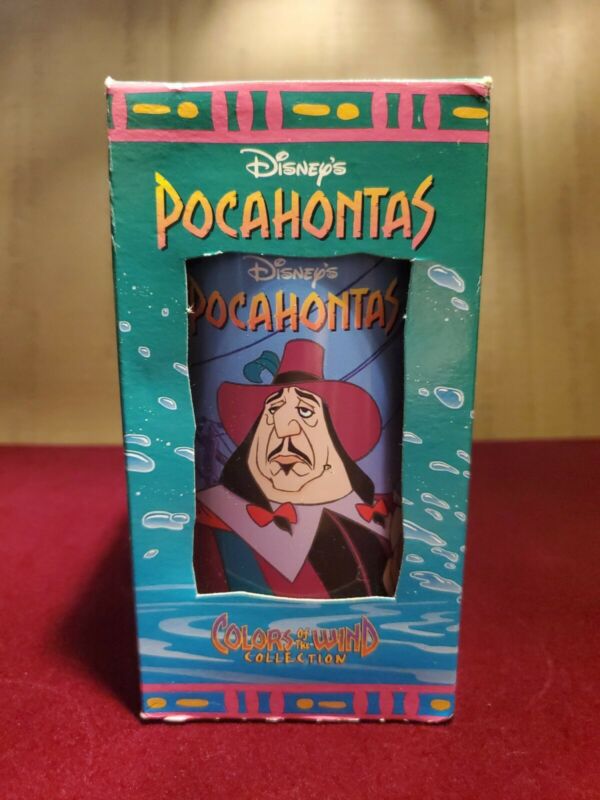 Disney's
POCAHONTAS
Disney's
POCAHONTAS
COLORS OF THE WIND
COLLECTION